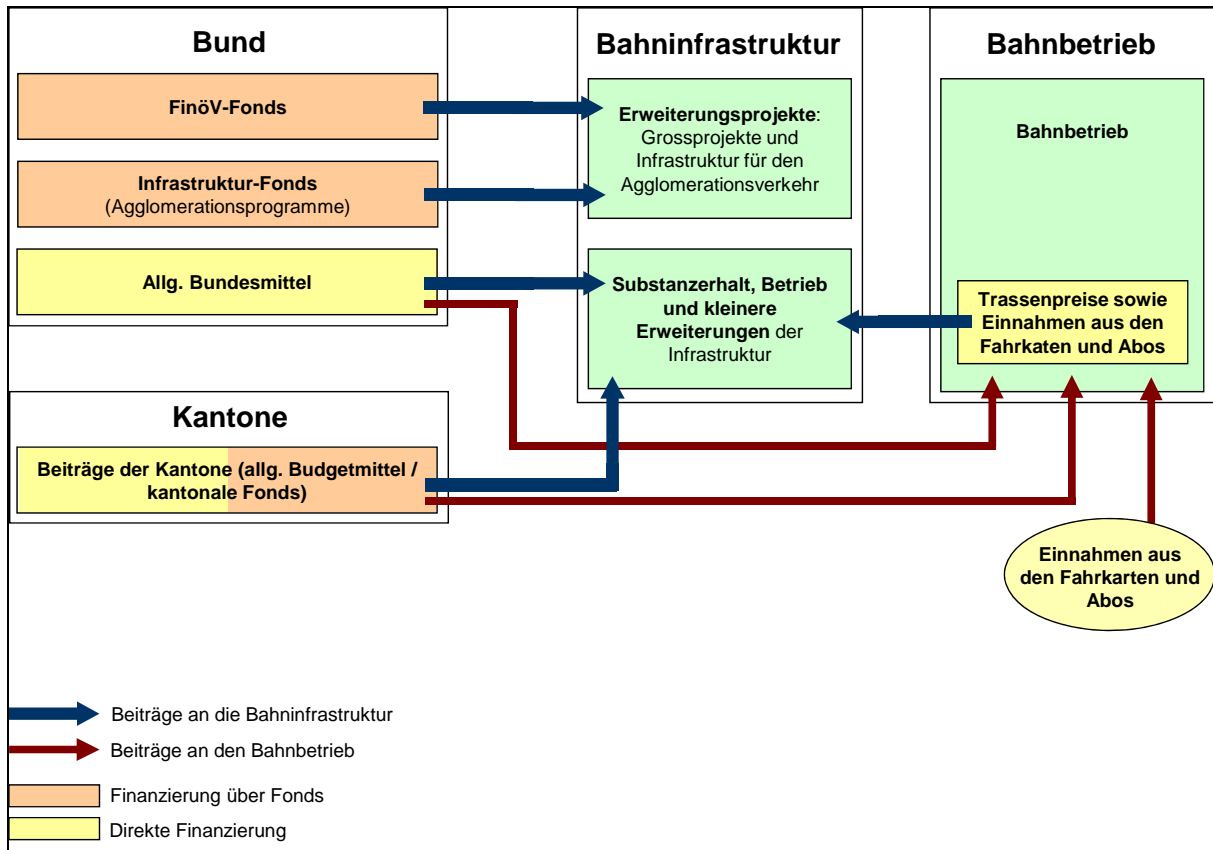 Bund
FinöV-Fonds
Infrastruktur-Fonds
(Agglomerationsprogramme)
Allg. Bundesmittel
Kantone
Beiträge der Kantone (allg. Budgetmittel /
kantonale Fonds)
Bahninfrastruktur
Erweiterungsprojekte:
Grossprojekte und
Infrastruktur für den
Agglomerationsverkehr
Substanzerhalt, Betrieb
und kleinere
Erweiterungen der
Infrastruktur
Bahnbetrieb
Bahnbetrieb
Trassenpreise sowie
Einnahmen aus den
Fahrkaten und Abos
Einnahmen aus
den Fahrkarten und
Abos
Beiträge an die Bahninfrastruktur
Beiträge an den Bahnbetrieb
Finanzierung über Fonds
Direkte Finanzierung